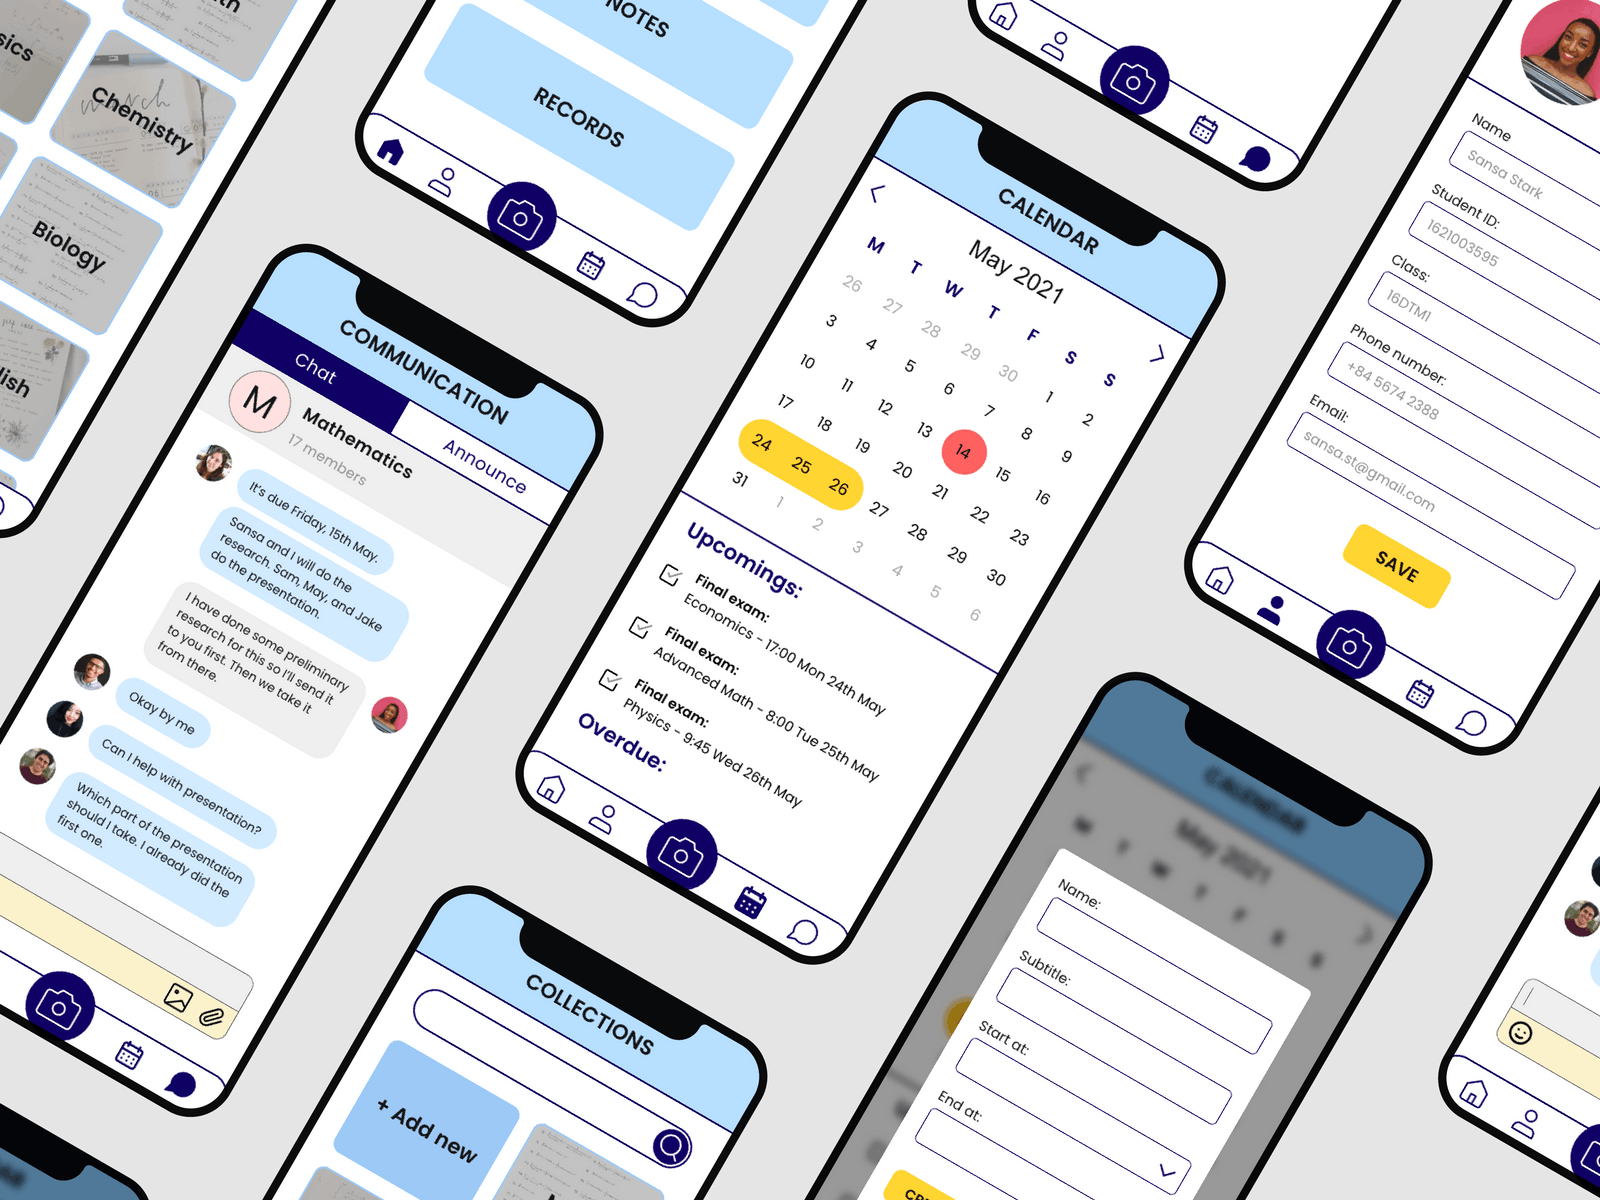 Chemistry
Biology
NOTES
RECORDS
COMMUNICATION
Chat
Announce
M
Mathematics
17 members
It's due Friday, 15th May.
Sansa and I will do the
research. Sam, May, and Jake
do the presentation.
I have done some preliminary
research for this so I'll send it
to you first. Then we take it
from there.
Okay by me
Can I help with presentation?
Which part of the presentation
should I take. I already did the
first one.
CALENDAR
May 2021
M T W T F S S
26 27 28 29 30 1 2
3 4 5 6 7 8 9
10 11 12 13 14 15 16
17 18 19 20 21 22 23
24 25 26 27 28 29 30
31 1 2 3 4 5 6
Upcomings:
Final exam:
Economics - 17:00 Mon 24th May
Final exam:
Advanced Math - 8:00 Tue 25th May
Final exam:
Physics - 9:45 Wed 26th May
Overdue:
COLLECTIONS
+ Add new
Name
Sansa Stark
Student ID:
1621003595
Class:
16DTM1
Phone number:
+84 5674 2388
Email:
sansa.st@gmail.com
SAVE
CALENDAR
May 2021
M T W T F S S
Name:
Subtitle:
Start at:
End at: